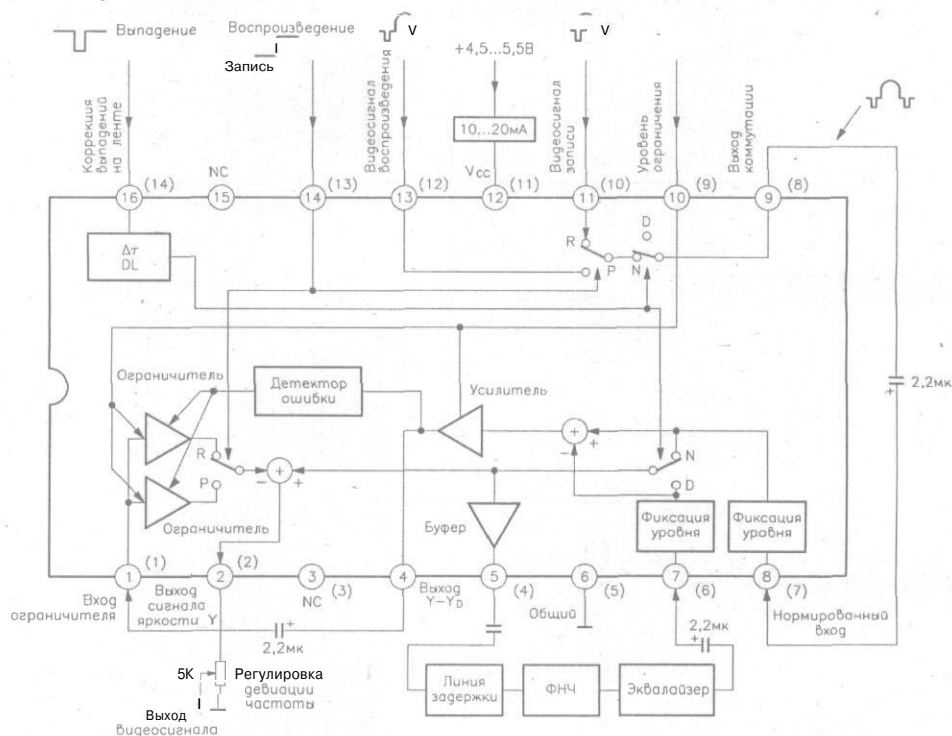 Выпадение
Воспроизведение
Запись
V
+4,5...5,5В
V
Коррекция
выпадений
на ленте
Видеосигнал
воспроизведения
10,..20мА
Видеосигнал
записи
Уровень
ограничения
Выход
коммутации
NC
Vcc
(14)
(13)
(12)
(11)
(10)
(9)
(8)
16
15
14
13
12
11
10
9
Δτ
DL
R
P
D
N
Ограничитель
Детектор
ошибки
Усилитель
2,2мк
+
R
P
- +
+
-
N
D
Ограничитель
Буфер
Фиксация
уровня
Фиксация
уровня
(1)
(2)
(3)
(4)
(5)
(6)
(7)
1
2
3
4
5
6
7
8
Вход
ограничителя
Выход
сигнала
яркости Y
NC
Выход
Y-YD
Общий
Нормированный
вход
2,2мк
+
2,2мк
+
5К
Регулировка
девиации
частоты
Выход
видеосигнала
Линия
задержки
ФНЧ
Эквалайзер